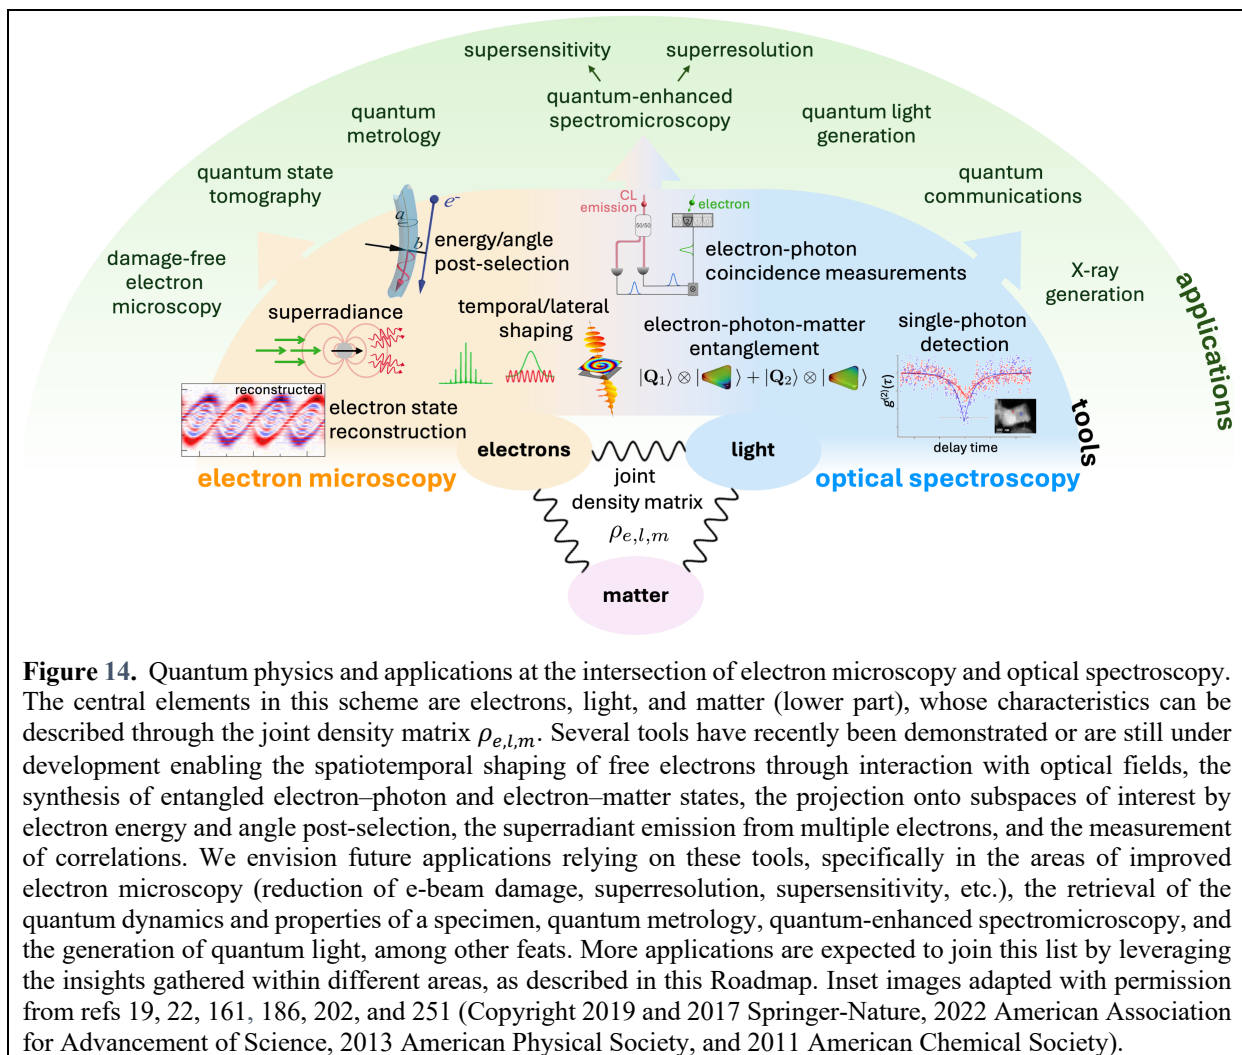 supersensitivity
superresolution
quantum-enhanced
spectromicroscopy
quantum
metrology
quantum light
generation
quantum state
tomography
quantum
communications
damage-free
electron
microscopy
X-ray
generation
applications
a
b
e-
energy/angle
post-selection
CL
emission
50/50
electron
electron-photon
coincidence measurements
superradiance
temporal/lateral
shaping
electron-photon-matter
entanglement
|Q₁⟩ ⊗ | ⟩ + |Q₂⟩ ⊗ | ⟩
single-photon
detection
g⁽²⁾(τ)
delay time
reconstructed
electron state
reconstruction
tools
electrons
light
electron microscopy
optical spectroscopy
joint
density matrix
ρe,l,m
matter
Figure 14. Quantum physics and applications at the intersection of electron microscopy and optical spectroscopy.
The central elements in this scheme are electrons, light, and matter (lower part), whose characteristics can be
described through the joint density matrix ρe,l,m. Several tools have recently been demonstrated or are still under
development enabling the spatiotemporal shaping of free electrons through interaction with optical fields, the
synthesis of entangled electron–photon and electron–matter states, the projection onto subspaces of interest by
electron energy and angle post-selection, the superradiant emission from multiple electrons, and the measurement
of correlations. We envision future applications relying on these tools, specifically in the areas of improved
electron microscopy (reduction of e-beam damage, superresolution, supersensitivity, etc.), the retrieval of the
quantum dynamics and properties of a specimen, quantum metrology, quantum-enhanced spectromicroscopy, and
the generation of quantum light, among other feats. More applications are expected to join this list by leveraging
the insights gathered within different areas, as described in this Roadmap. Inset images adapted with permission
from refs 19, 22, 161, 186, 202, and 251 (Copyright 2019 and 2017 Springer-Nature, 2022 American Association
for Advancement of Science, 2013 American Physical Society, and 2011 American Chemical Society).